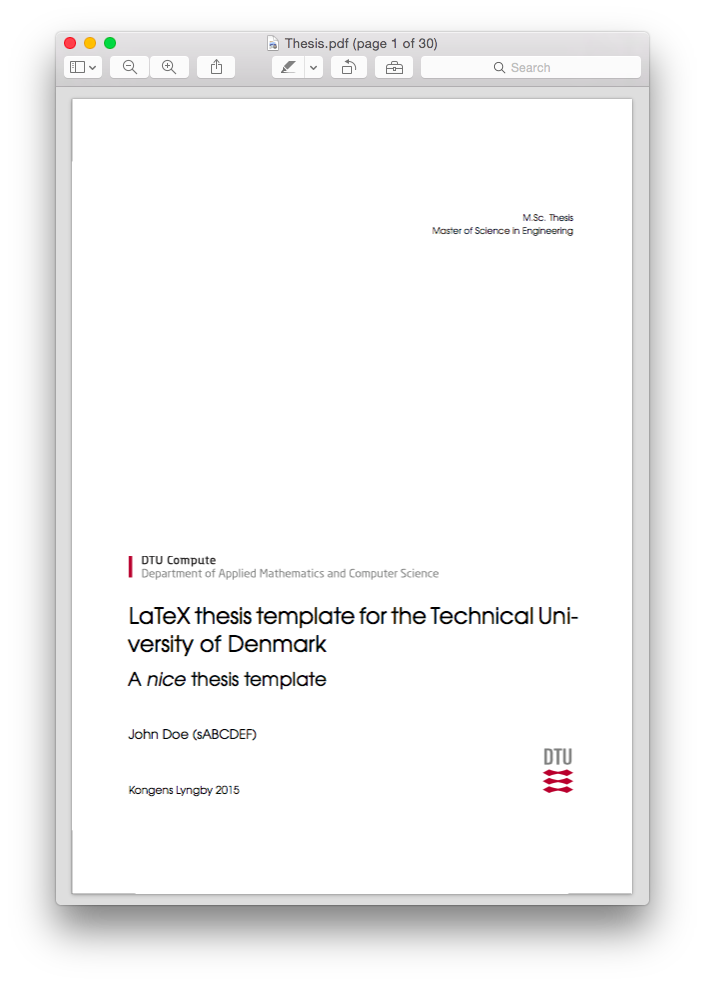 Thesis.pdf (page 1 of 30)
Search
M.Sc. Thesis
Master of Science in Engineering
DTU Compute
Department of Applied Mathematics and Computer Science
LaTeX thesis template for the Technical Uni-
versity of Denmark
A nice thesis template
John Doe (sABCDEF)
DTU
Kongens Lyngby 2015